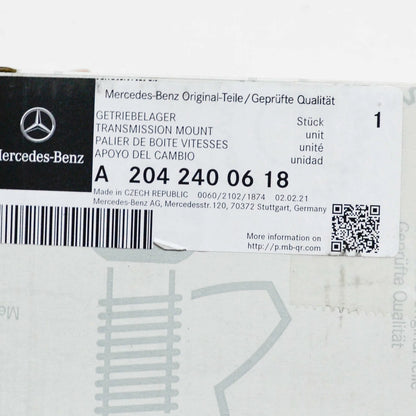 Mercedes-Benz Original-Teile/Geprüfte Qualität
Mercedes-Benz
GETRIEBELAGER
TRANSMISSION MOUNT
PALIER DE BOITE VITESSES
APOYO DEL CAMBIO
Stück
unit
unité
unidad
1
A 204 240 06 18
Made in CZECH REPUBLIC 0060/2102/1874 02.02.21
Mercedes-Benz AG, Mercedesstr.120, 70372 Stuttgart, Germany
More information on
http://p.mb-qr.com
Geprüfte Qualität